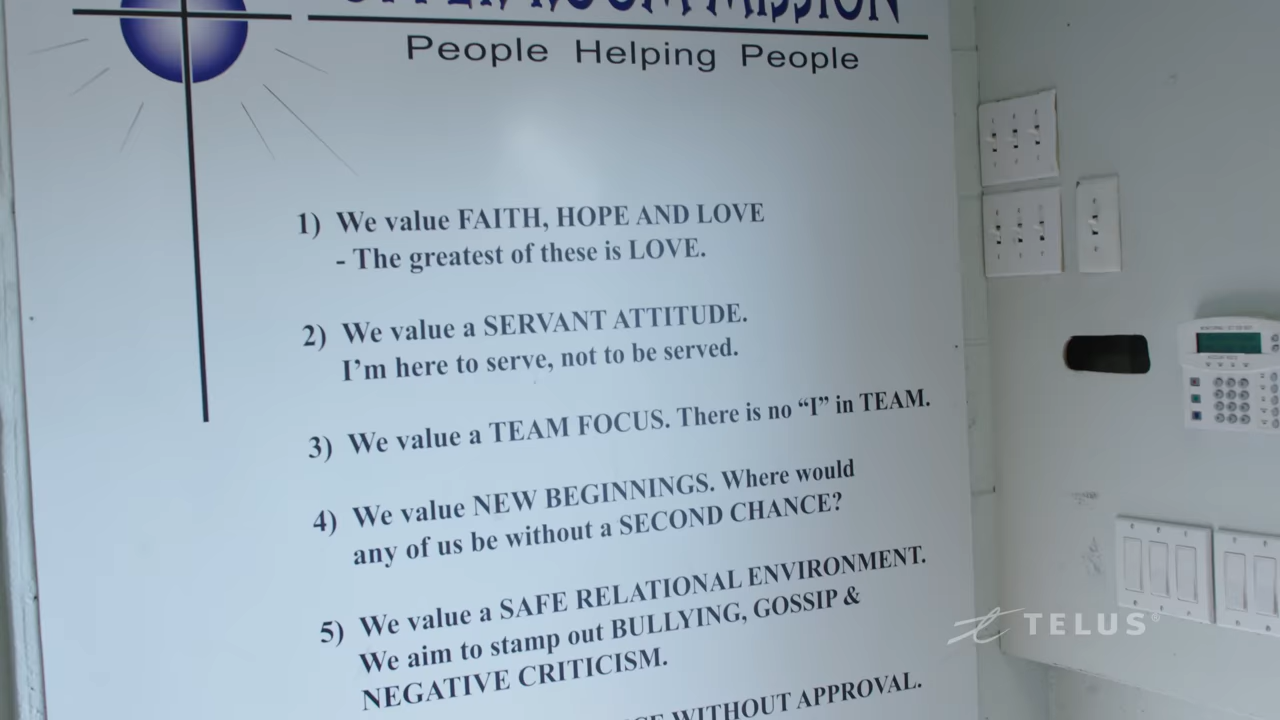 UPPER ROOM MISSION
People Helping People
1) We value FAITH, HOPE AND LOVE
- The greatest of these is LOVE.
2) We value a SERVANT ATTITUDE.
I'm here to serve, not to be served.
3) We value a TEAM FOCUS. There is no “I” in TEAM.
4) We value NEW BEGINNINGS. Where would
any of us be without a SECOND CHANCE?
5) We value a SAFE RELATIONAL ENVIRONMENT.
We aim to stamp out BULLYING, GOSSIP &
NEGATIVE CRITICISM.
WITHOUT APPROVAL.
TELUS®